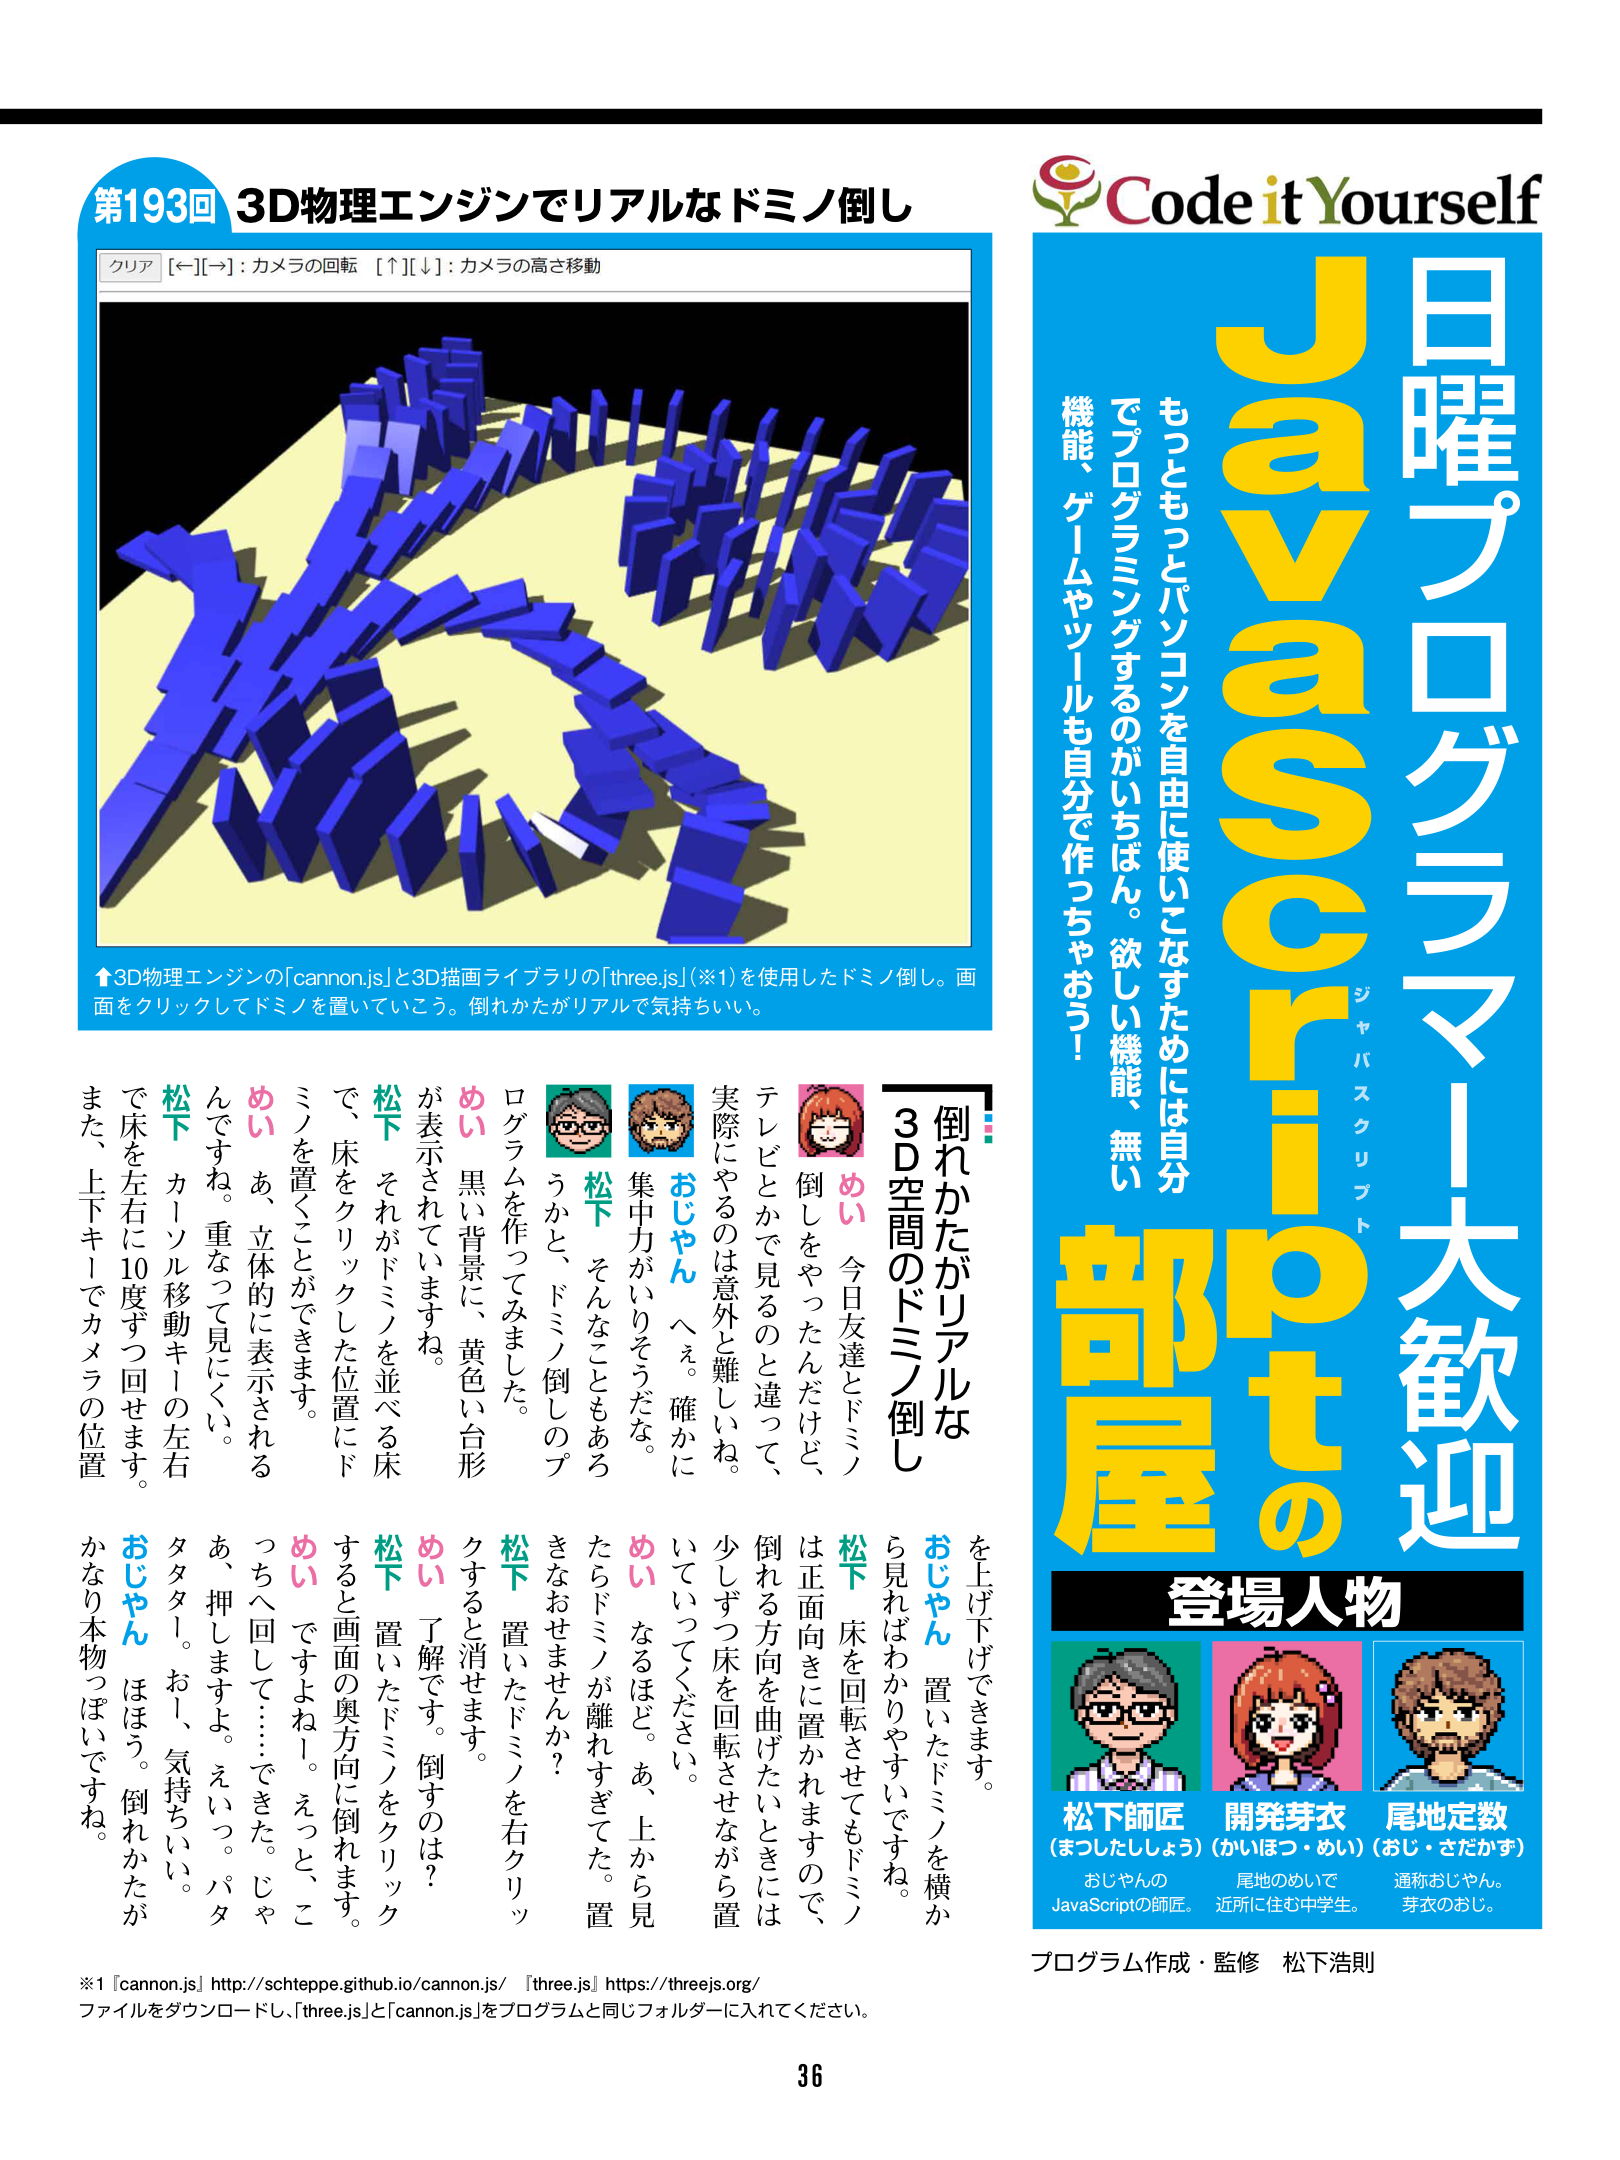 Code it Yourself
日曜プログラマー大歓迎
JavaScriptの
ジャバスクリプト
部屋
もっともっとパソコンを自由に使いこなすためには自分
でプログラミングするのがいちばん。欲しい機能、無い
機能、ゲームやツールも自分で作っちゃおう！
登場人物
松下師匠
(まつしたししょう)
おじやんの
JavaScriptの師匠。
開発芽衣
(かいほつ・めい)
尾地のめいで
近所に住む中学生。
尾地定数
(おじ・さだかず)
通称おじやん。
芽衣のおじ。
プログラム作成・監修　松下浩則
第193回 3D物理エンジンでリアルなドミノ倒し
クリア [←][→]：カメラの回転　[↑][↓]：カメラの高さ移動
⬆3D物理エンジンの「cannon.js」と3D描画ライブラリの「three.js」(※1)を使用したドミノ倒し。画
面をクリックしてドミノを置いていこう。倒れかたがリアルで気持ちいい。
倒れかたがリアルな
３Ｄ空間のドミノ倒し
めい　今日友達とドミノ
倒しをやったんだけど、
テレビとかで見るのと違って、
実際にやるのは意外と難しいね。
おじやん　へぇ。確かに
集中力がいりそうだな。
松下　そんなこともあろ
うかと、ドミノ倒しのプ
ログラムを作ってみました。
めい　黒い背景に、黄色い台形
が表示されていますね。
松下　それがドミノを並べる床
で、床をクリックした位置にド
ミノを置くことができます。
めい　あ、立体的に表示される
んですね。重なって見にくい。
松下　カーソル移動キーの左右
で床を左右に10度ずつ回せます。
また、上下キーでカメラの位置
を上げ下げできます。
おじやん　置いたドミノを横か
ら見ればわかりやすいですね。
松下　床を回転させてもドミノ
は正面向きに置かれますので、
倒れる方向を曲げたいときには
少しずつ床を回転させながら置
いていってください。
めい　なるほど。あ、上から見
たらドミノが離れすぎてた。置
きなおせませんか？
松下　置いたドミノを右クリッ
クすると消せます。
めい　了解です。倒すのは？
松下　置いたドミノをクリック
すると画面の奥方向に倒れます。
めい　ですよねー。えっと、こ
っちへ回して……できた。じゃ
あ、押しますよ。えいっ。パタ
タタター。おー、気持ちいい。
おじやん　ほほう。倒れかたが
かなり本物っぽいですね。
※1『cannon.js』http://schteppe.github.io/cannon.js/　『three.js』https://threejs.org/
ファイルをダウンロードし、「three.js」と「cannon.js」をプログラムと同じフォルダーに入れてください。
36